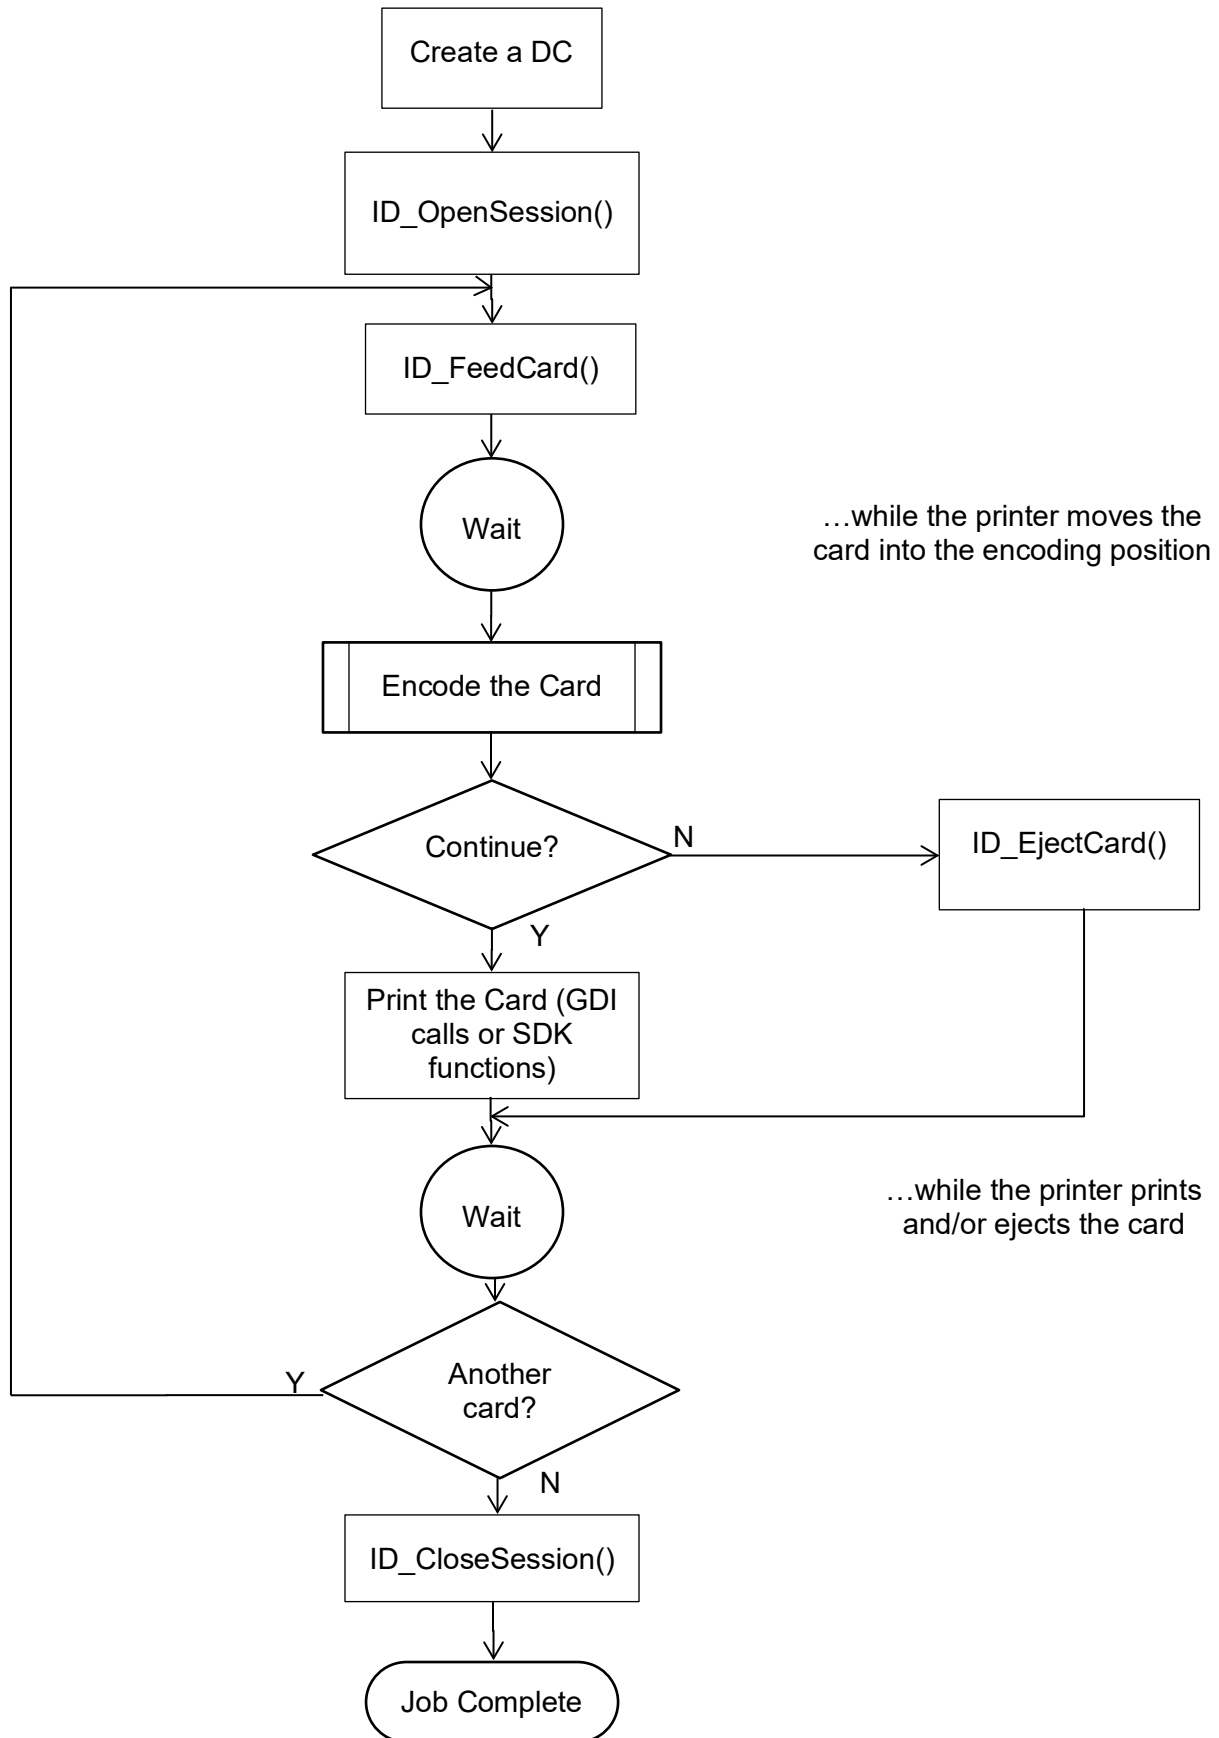 Create a DC
ID_OpenSession()
ID_FeedCard()
Wait
…while the printer moves the
card into the encoding position
Encode the Card
Continue?
N
ID_EjectCard()
Y
Print the Card (GDI
calls or SDK
functions)
Wait
…while the printer prints
and/or ejects the card
Another
card?
Y
N
ID_CloseSession()
Job Complete